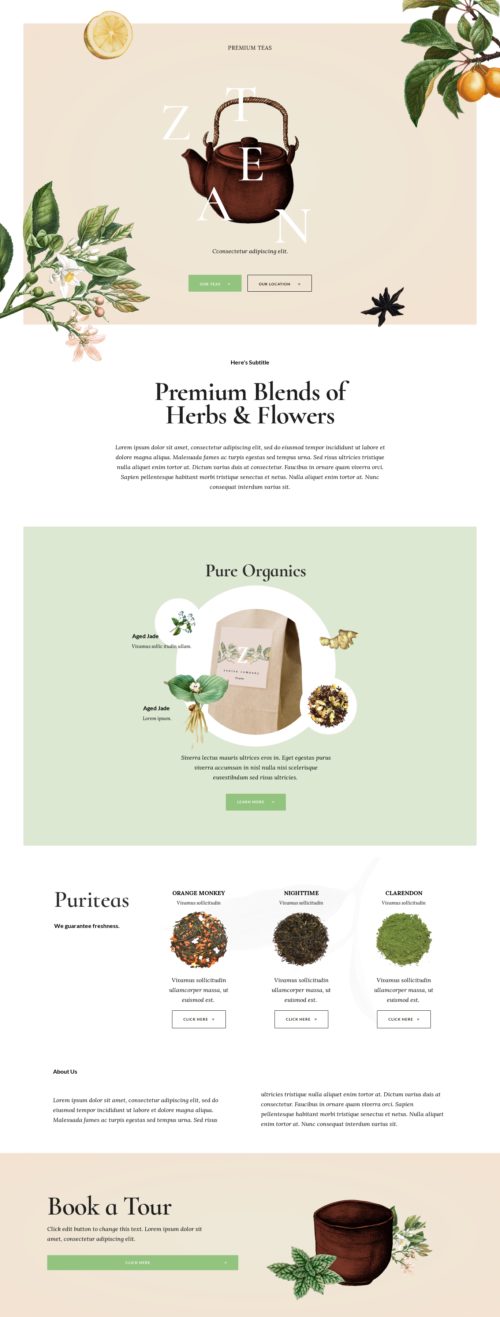 PREMIUM TEAS
Z T
E
A N
Cconsectetur adipiscing elit.
OUR TEAS
OUR LOCATION
Here's Subtitle
Premium Blends of
Herbs & Flowers
Lorem ipsum dolor sit amet, consectetur adipiscing elit, sed do eiusmod tempor incididunt ut labore et
dolore magna aliqua. Malesuada fames ac turpis egestas sed tempus urna. Sed risus ultricies tristique
nulla aliquet enim tortor at. Dictum varius duis at consectetur. Faucibus in ornare quam viverra orci.
Sapien pellentesque habitant morbi tristique senectus et netus. Nulla aliquet enim tortor at. Nunc
consequat interdum varius sit.
Pure Organics
Aged Jade
Vivamus sollic itudin ullam.
Z
Aged Jade
Lorem ipsum.
Siverra lectus mauris ultrices eros in. Eget egestas purus
viverra accumsan in nisl nulla nisi scelerisque
euvestibulum sed risus ultricies.
LEARN MORE
Puriteas
We guarantee freshness.
ORANGE MONKEY
Vivamus sollicitudin
Vivamus sollicitudin
ullamcorper massa, ut
euismod est.
CLICK HERE
NIGHTTIME
Vivamus sollicitudin
Vivamus sollicitudin
ullamcorper massa, ut
euismod est.
CLICK HERE
CLARENDON
Vivamus sollicitudin
Vivamus sollicitudin
ullamcorper massa, ut
euismod est.
CLICK HERE
About Us
Lorem ipsum dolor sit amet, consectetur adipiscing elit, sed do
eiusmod tempor incididunt ut labore et dolore magna aliqua.
Malesuada fames ac turpis egestas sed tempus urna. Sed risus
ultricies tristique nulla aliquet enim tortor at. Dictum varius duis at
consectetur. Faucibus in ornare quam viverra orci. Sapien
pellentesque habitant morbi tristique senectus et netus. Nulla aliquet
enim tortor at. Nunc consequat interdum varius sit.
Book a Tour
Click edit button to change this text. Lorem ipsum dolor sit
amet, consectetur adipiscing elit.
CLICK HERE